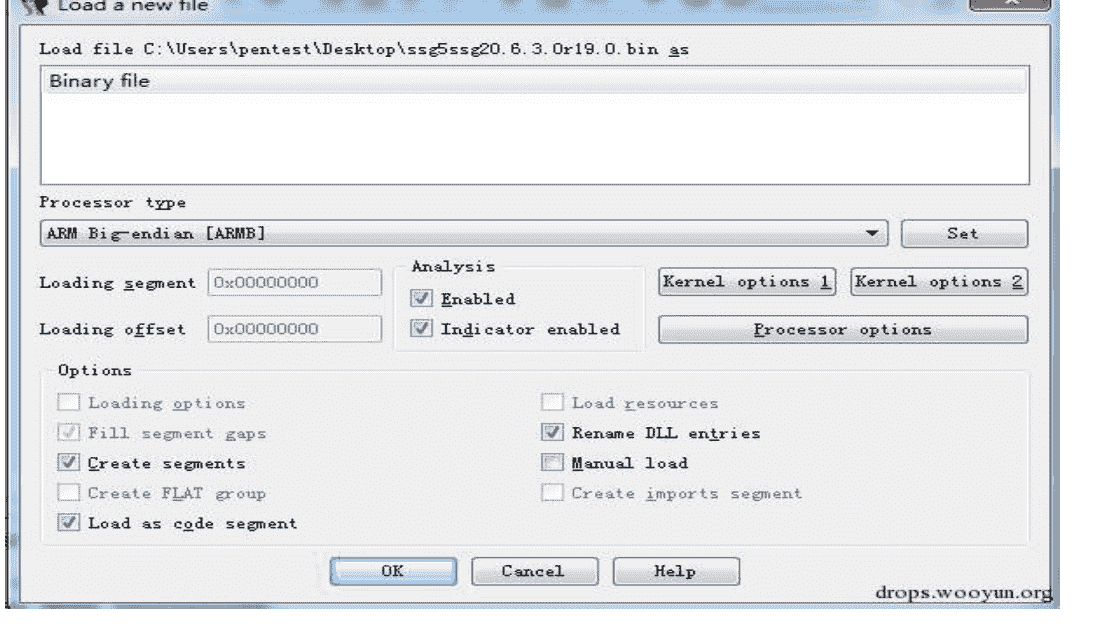 Load a new file
Load file C:\Users\pentest\Desktop\ssg5ssg20.6.3.0r19.0.bin as
Binary file
Processor type
ARM Big-endian [ARMB]
Set
Loading segment 0x00000000
Loading offset 0x00000000
Analysis
Enabled
Indicator enabled
Kernel options 1
Kernel options 2
Processor options
Options
Loading options
Fill segment gaps
Create segments
Create FLAT group
Load as code segment
Load resources
Rename DLL entries
Manual load
Create imports segment
OK
Cancel
Help
drops.wooyun.org